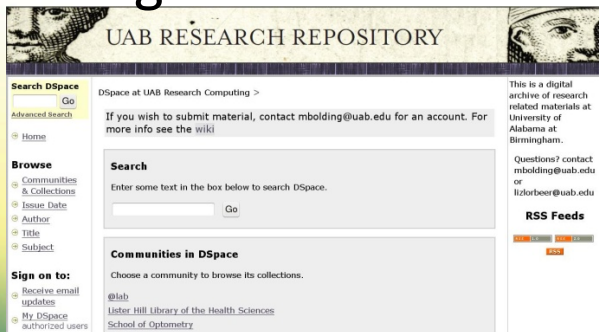 UAB RESEARCH REPOSITORY
Search DSpace
Go
Advanced Search
Home
Browse
Communities
& Collections
Issue Date
Author
Title
Subject
Sign on to:
Receive email
updates
My DSpace
authorized users
DSpace at UAB Research Computing >
If you wish to submit material, contact mbolding@uab.edu for an account. For
more info see the wiki
Search
Enter some text in the box below to search DSpace.
Go
Communities in DSpace
Choose a community to browse its collections.
@lab
Lister Hill Library of the Health Sciences
School of Optometry
This is a digital
archive of research
related materials at
University of
Alabama at
Birmingham.
Questions? contact
mbolding@uab.edu
or
lizlorbeer@uab.edu
RSS Feeds
RSS